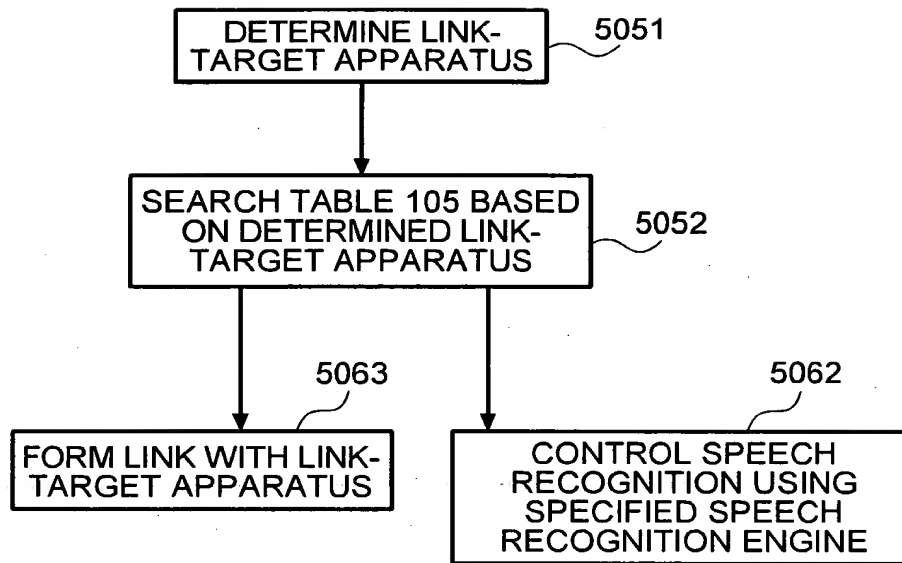 DETERMINE LINK-
TARGET APPARATUS
5051
SEARCH TABLE 105 BASED
ON DETERMINED LINK-
TARGET APPARATUS
5052
5063
FORM LINK WITH LINK-
TARGET APPARATUS
5062
CONTROL SPEECH
RECOGNITION USING
SPECIFIED SPEECH
RECOGNITION ENGINE